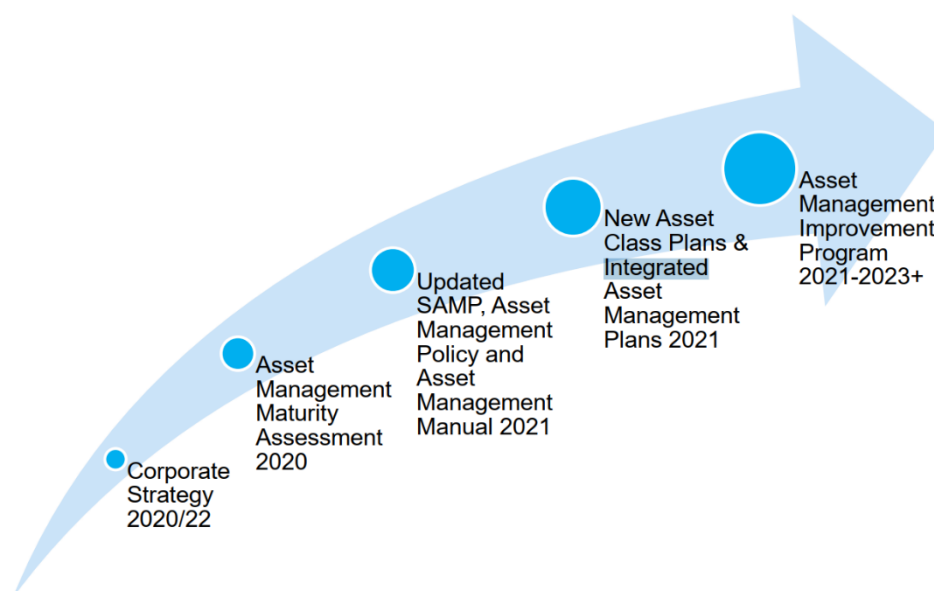 Corporate
Strategy
2020/22
Asset
Management
Maturity
Assessment
2020
Updated
SAMP, Asset
Management
Policy and
Asset
Management
Manual 2021
New Asset
Class Plans &
Integrated
Asset
Management
Plans 2021
Asset
Management
Improvement
Program
2021-2023+